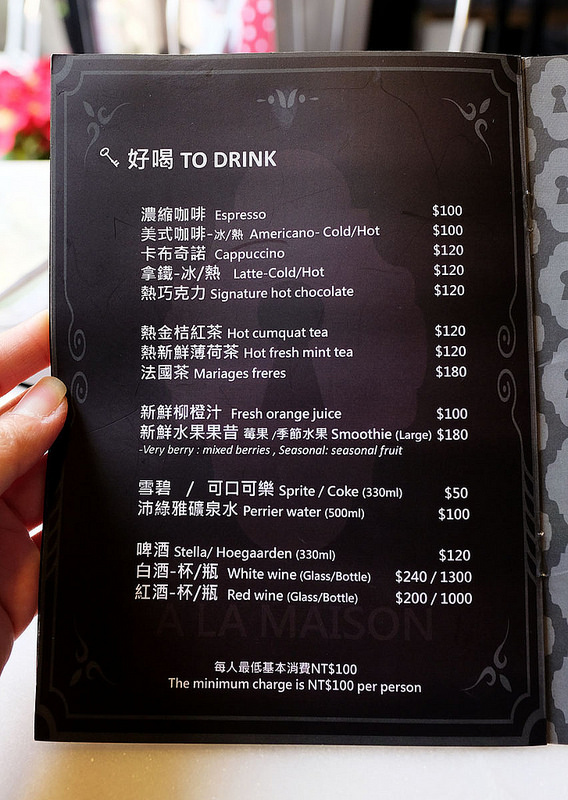 好喝 TO DRINK
濃縮咖啡 Espresso $100
美式咖啡-冰/熱 Americano- Cold/Hot $100
卡布奇諾 Cappuccino $120
拿鐵-冰/熱 Latte-Cold/Hot $120
熱巧克力 Signature hot chocolate $120
熱金桔紅茶 Hot cumquat tea $120
熱新鮮薄荷茶 Hot fresh mint tea $120
法國茶 Mariages freres $180
新鮮柳橙汁 Fresh orange juice $100
新鮮水果果昔 莓果 /季節水果 Smoothie (Large) $180
-Very berry : mixed berries , Seasonal: seasonal fruit
雪碧 / 可口可樂 Sprite / Coke (330ml) $50
沛綠雅礦泉水 Perrier water (500ml) $100
啤酒 Stella/ Hoegaarden (330ml) $120
白酒-杯/瓶 White wine (Glass/Bottle) $240 / 1300
紅酒-杯/瓶 Red wine (Glass/Bottle) $200 / 1000
A LA MAISON
每人最低基本消費NT$100
The minimum charge is NT$100 per person